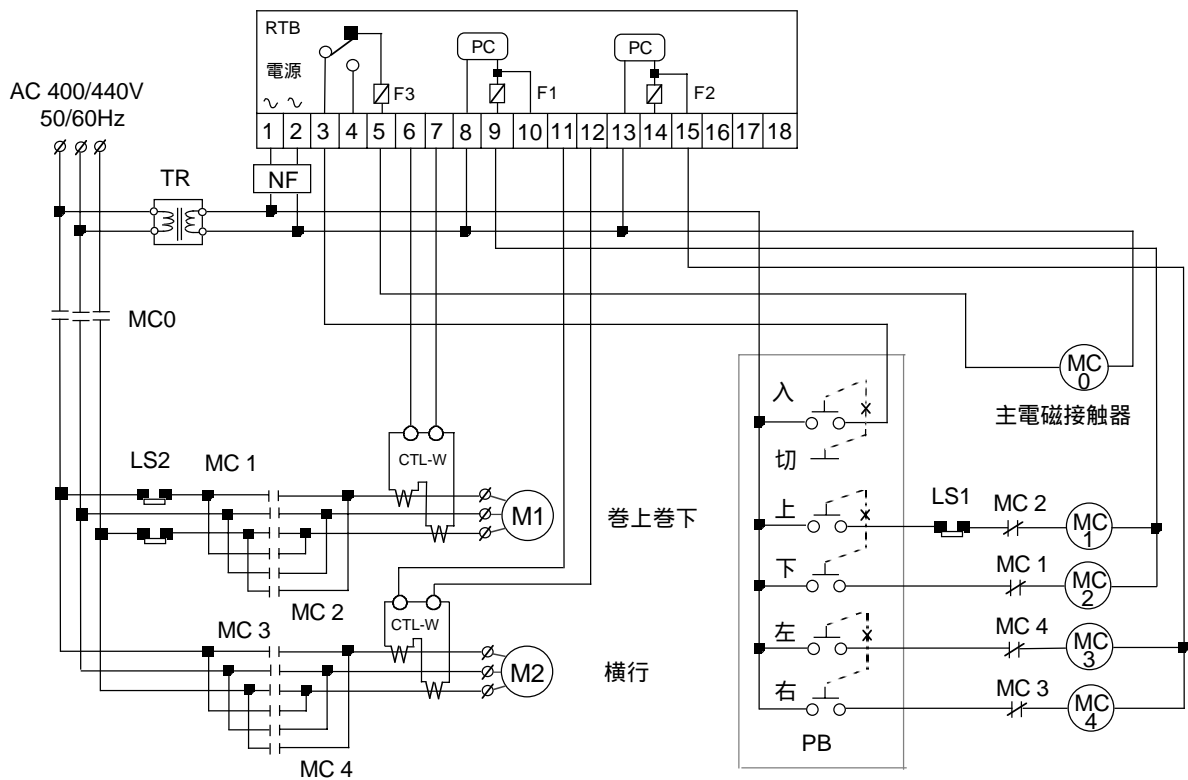 RTB
電源
PC
F3
F1
PC
F2
1 2 3 4 5 6 7 8 9 10 11 12 13 14 15 16 17 18
AC 400/440V
50/60Hz
TR
NF
MC0
MC
0
主電磁接触器
入
切
CTL-W
LS2
MC 1
M1
巻上巻下
上
LS1
MC 2
MC
1
下
MC 1
MC
2
MC 2
CTL-W
MC 3
M2
横行
左
MC 4
MC
3
右
MC 3
MC
4
PB
MC 4